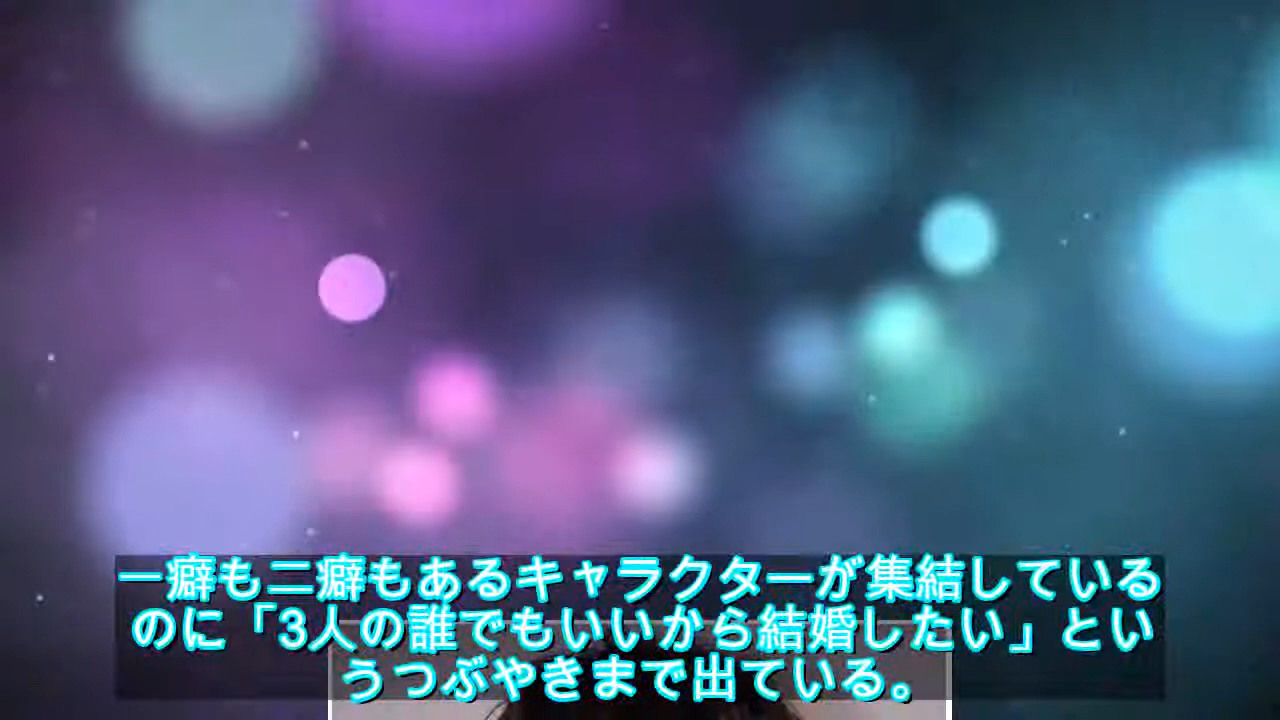 一癖も二癖もあるキャラクターが集結している
のに「3人の誰でもいいから結婚したい」とい
うつぶやきまで出ている。